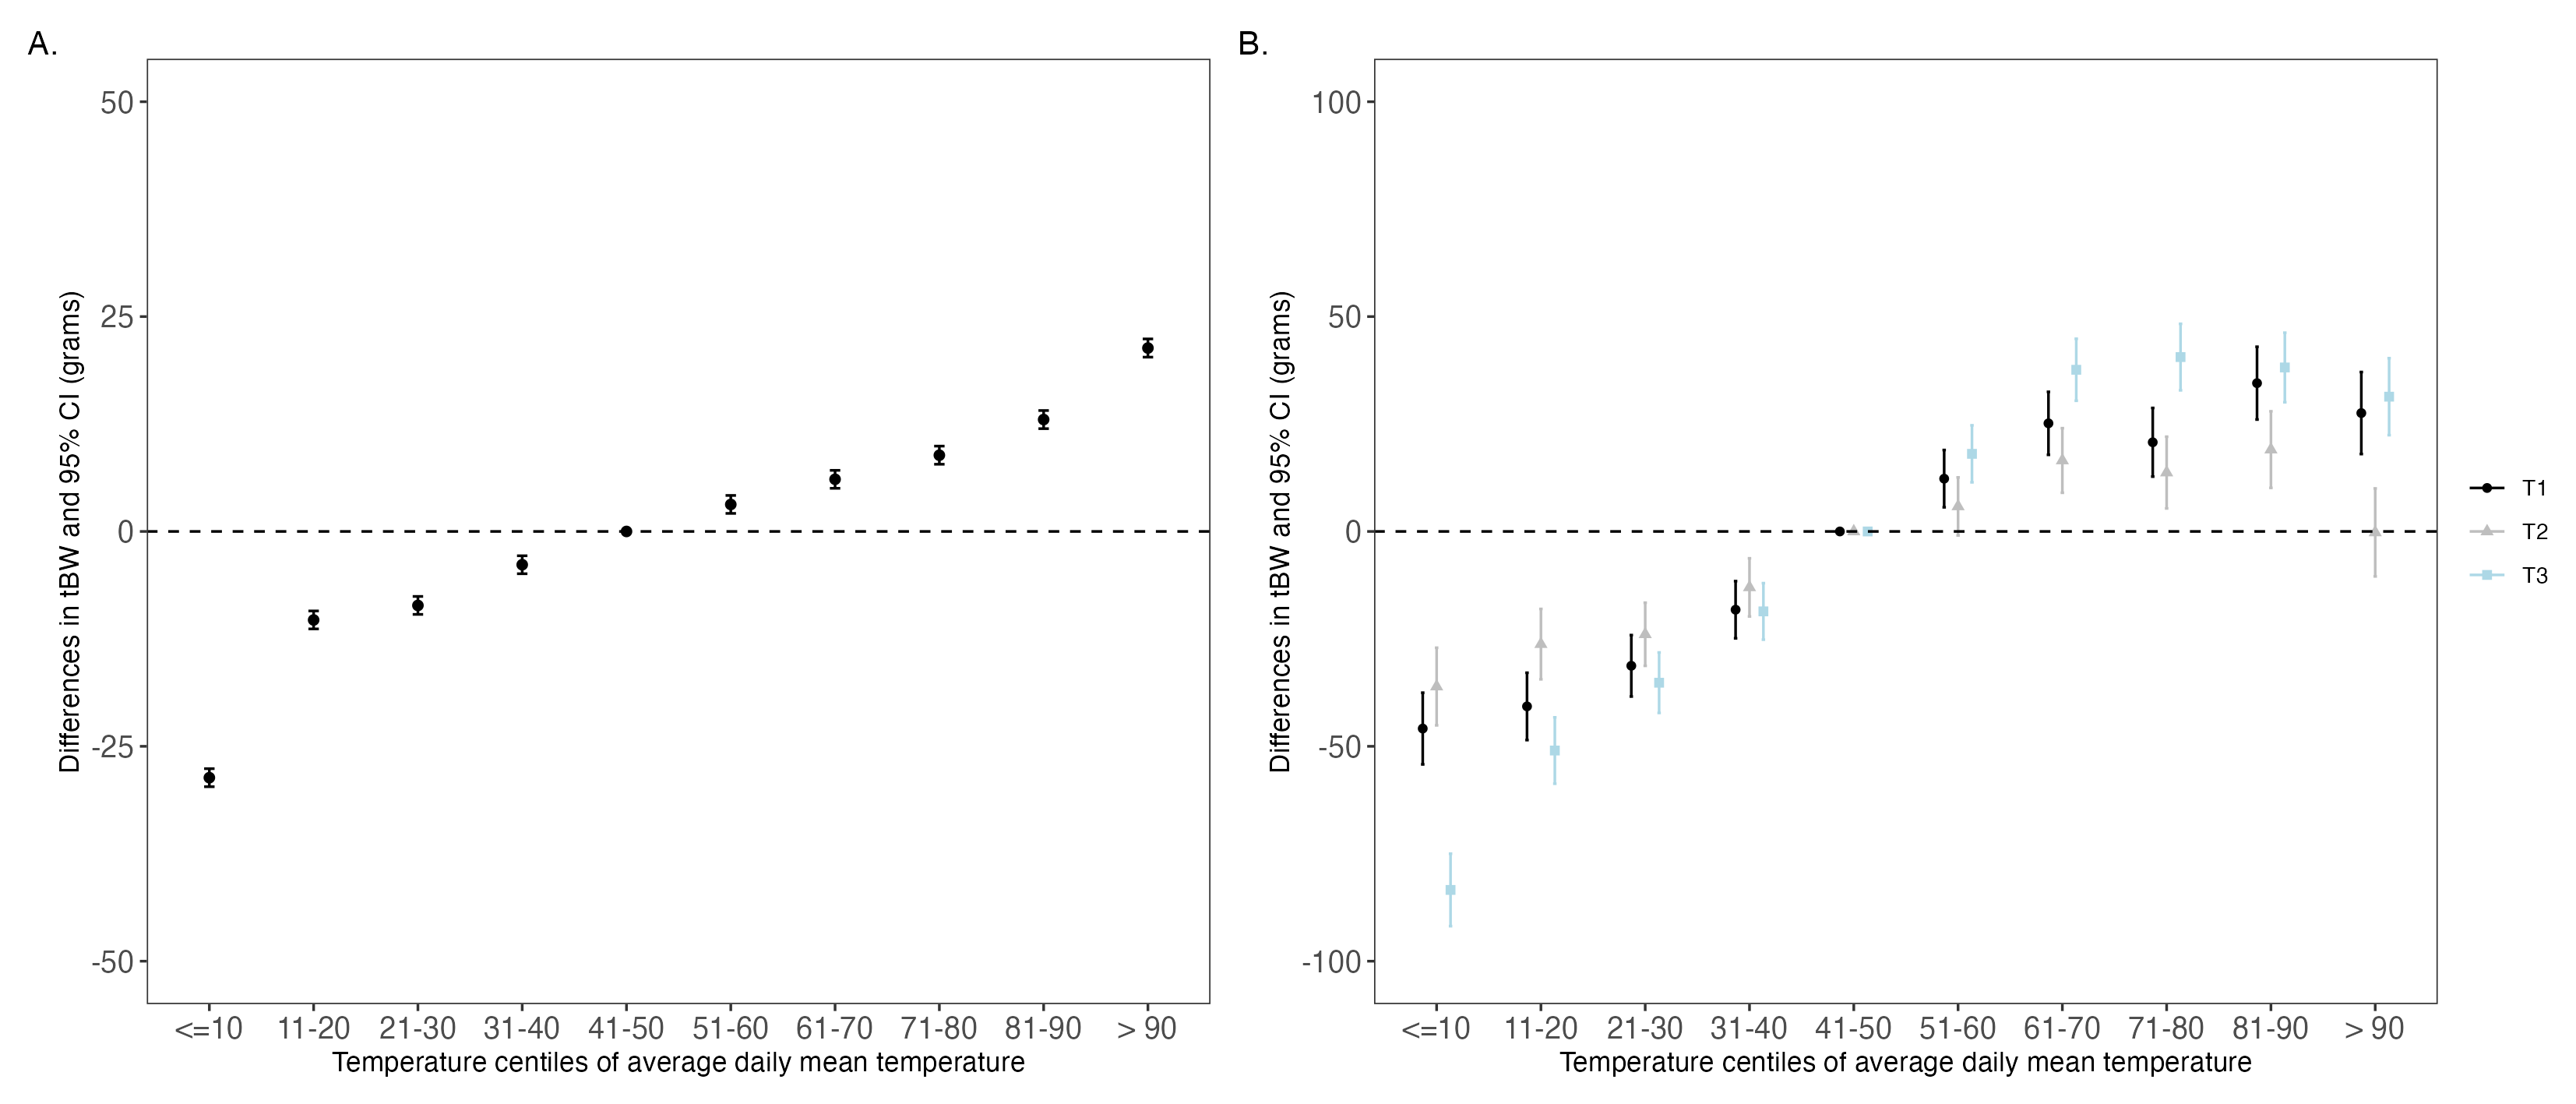 A.
Differences in tBW and 95% CI (grams)
50
25
0
-25
-50
<=10 11-20 21-30 31-40 41-50 51-60 61-70 71-80 81-90 > 90
Temperature centiles of average daily mean temperature
B.
Differences in tBW and 95% CI (grams)
100
50
0
-50
-100
<=10 11-20 21-30 31-40 41-50 51-60 61-70 71-80 81-90 > 90
Temperature centiles of average daily mean temperature
T1
T2
T3